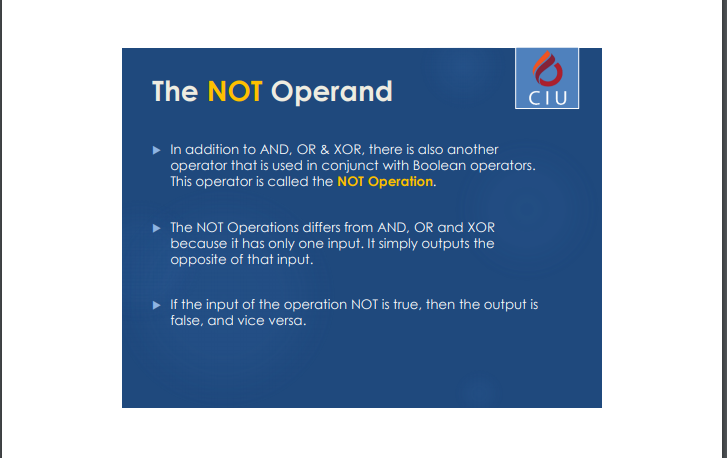 The NOT Operand
CIU
In addition to AND, OR & XOR, there is also another
operator that is used in conjunct with Boolean operators.
This operator is called the NOT Operation.
The NOT Operations differs from AND, OR and XOR
because it has only one input. It simply outputs the
opposite of that input.
If the input of the operation NOT is true, then the output is
false, and vice versa.